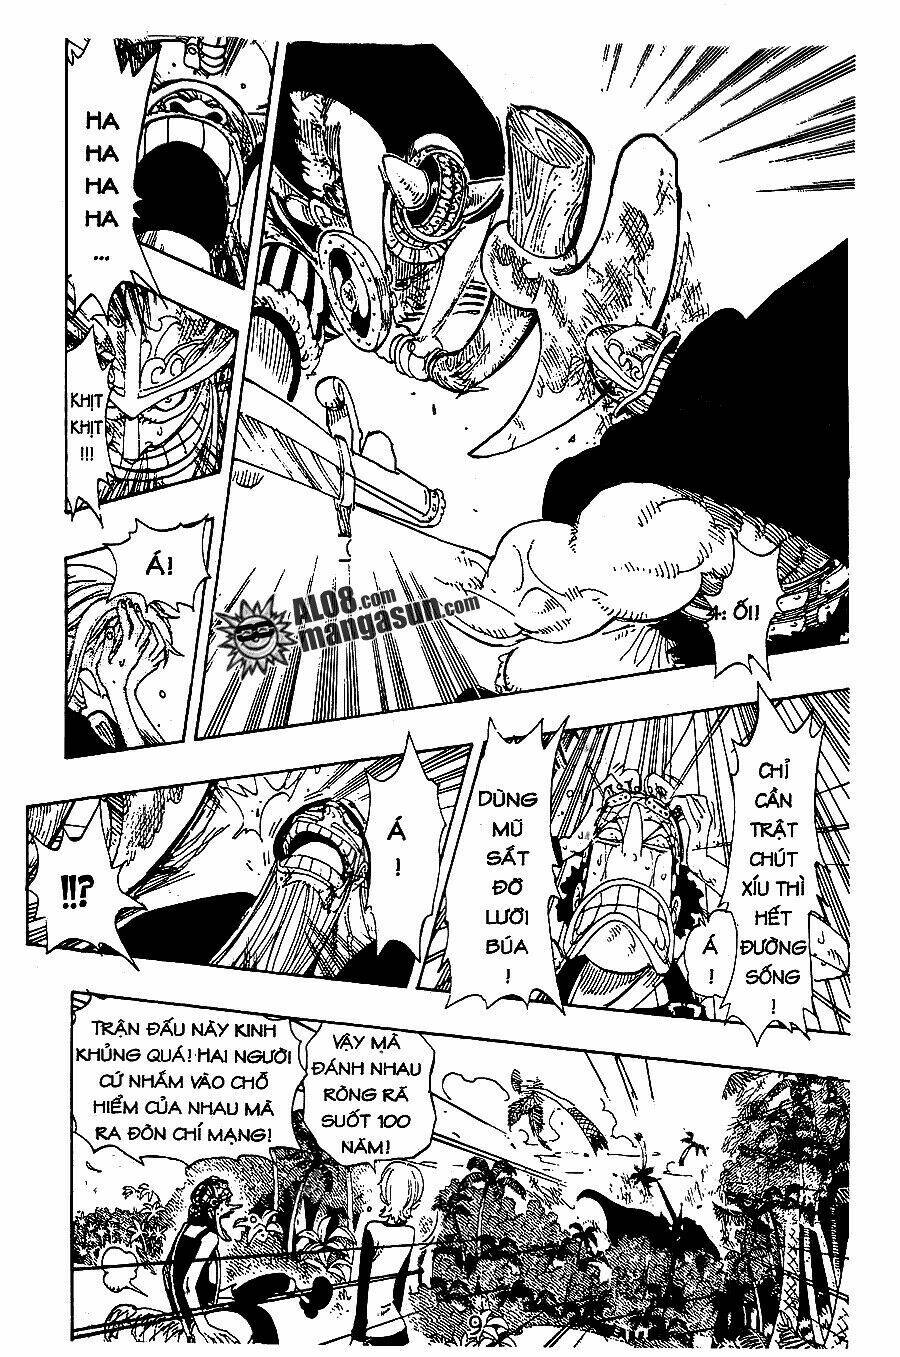 HA
HA
HA
HA
...
KHỊT
KHỊT
!!!
Á!
AL08.com
mangasun.com
Ối!!
CHỈ
CẦN
TRẬT
CHÚT
XÍU THÌ
HẾT
ĐƯỜNG
SỐNG
!
Á
!
DÙNG
MŨ
SẮT
ĐỠ
LƯỠI
BÚA
!
Á
!
!!?
VẬY MÀ
ĐÁNH NHAU
RÒNG RÃ
SUỐT 100
NĂM!
TRẬN ĐẤU NÀY KINH
KHỦNG QUÁ! HAI NGƯỜI
CỨ NHẮM VÀO CHỖ
HIỂM CỦA NHAU MÀ
RA ĐÒN CHÍ MẠNG!
9